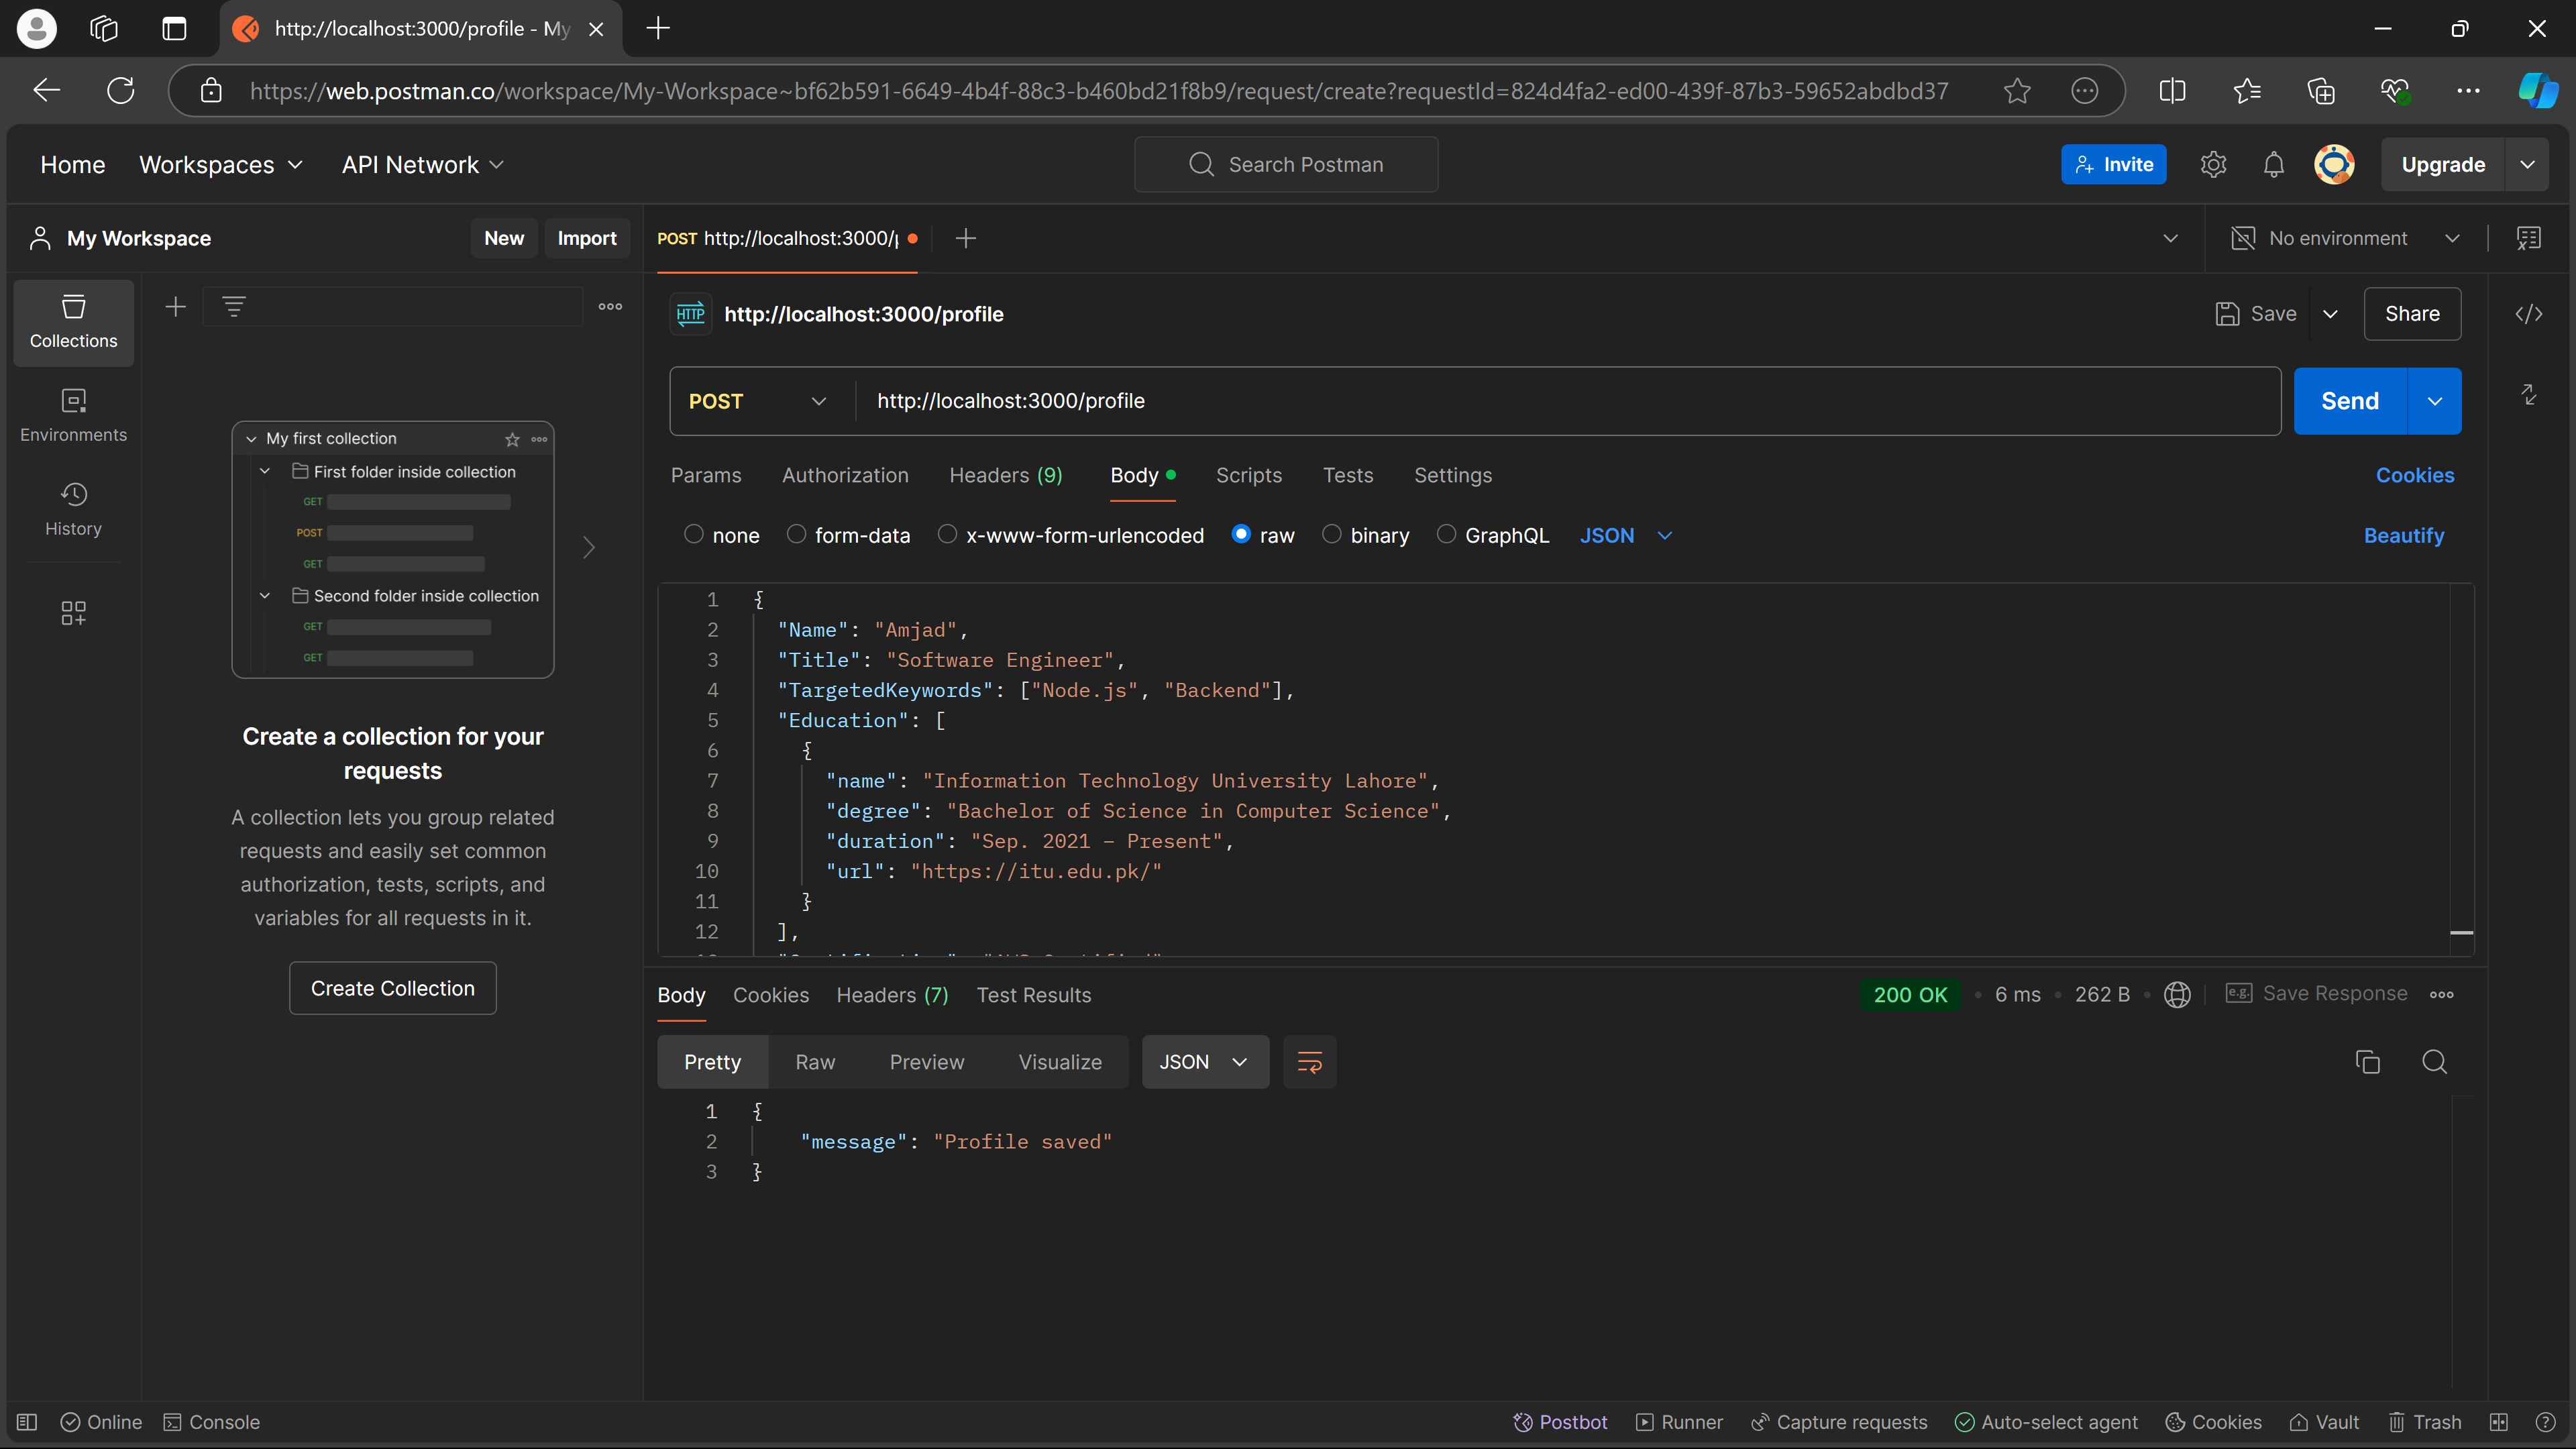 http://localhost:3000/profile - My
https://web.postman.co/workspace/My-Workspace~bf62b591-6649-4b4f-88c3-b460bd21f8b9/request/create?requestId=824d4fa2-ed00-439f-87b3-59652abdbd37
Home Workspaces API Network Search Postman Invite Upgrade
My Workspace New Import POST http://localhost:3000/ No environment
Collections
Environments
History
My first collection
First folder inside collection
GET
POST
GET
Second folder inside collection
GET
GET
Create a collection for your
requests
A collection lets you group related
requests and easily set common
authorization, tests, scripts, and
variables for all requests in it.
Create Collection
HTTP http://localhost:3000/profile Save Share
POST http://localhost:3000/profile Send
Params Authorization Headers (9) Body Scripts Tests Settings Cookies
none form-data x-www-form-urlencoded raw binary GraphQL JSON Beautify
1 {
2 "Name": "Amjad",
3 "Title": "Software Engineer",
4 "TargetedKeywords": ["Node.js", "Backend"],
5 "Education": [
6 {
7 "name": "Information Technology University Lahore",
8 "degree": "Bachelor of Science in Computer Science",
9 "duration": "Sep. 2021 – Present",
10 "url": "https://itu.edu.pk/"
11 }
12 ],
Body Cookies Headers (7) Test Results 200 OK 6 ms 262 B e.g. Save Response
Pretty Raw Preview Visualize JSON
1 {
2 "message": "Profile saved"
3 }
Online Console Postbot Runner Capture requests Auto-select agent Cookies Vault Trash